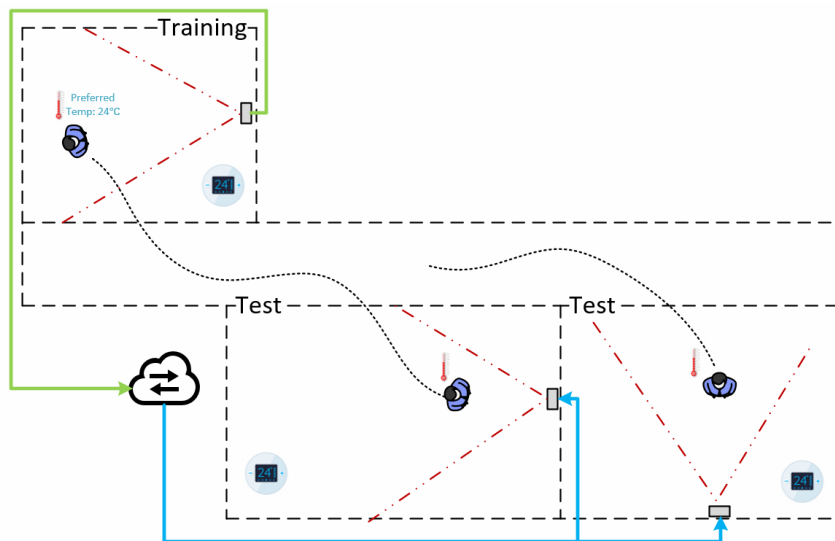 Training
Preferred
Temp: 24℃
- 24 +
Test
Test
- 24 +
- 24 +